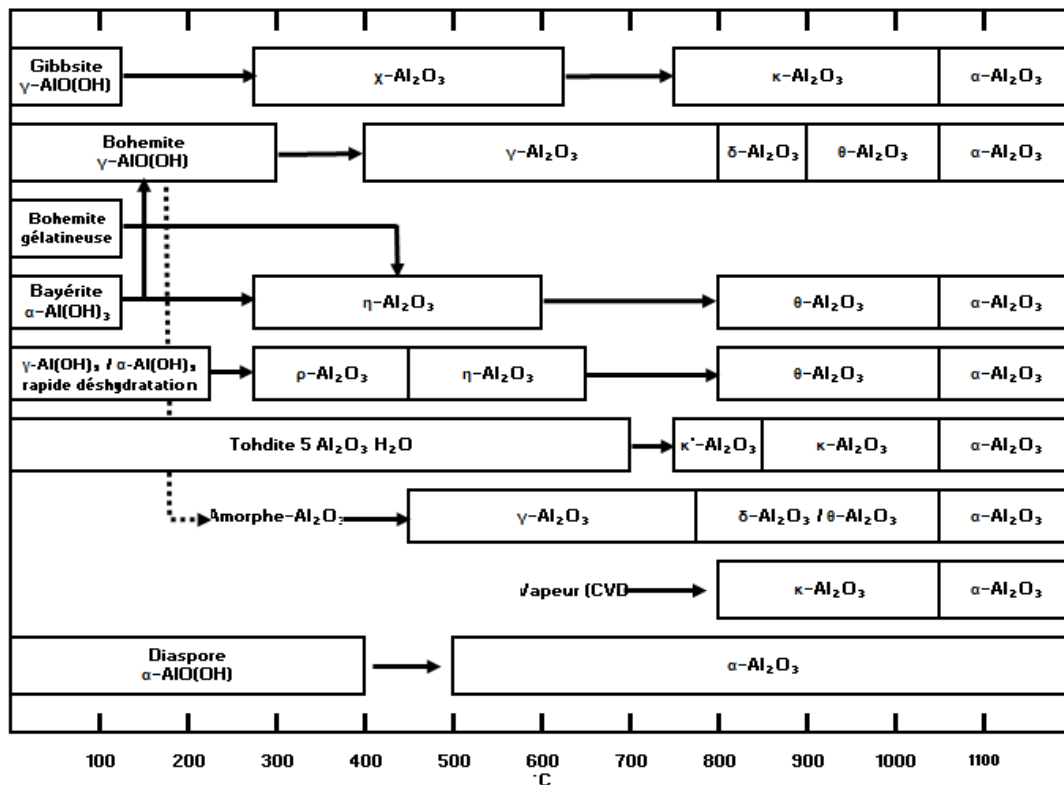 Gibbsite
γ-AlO(OH)
χ-Al₂O₃
κ-Al₂O₃
α-Al₂O₃
Bohemite
γ-AlO(OH)
γ-Al₂O₃
δ-Al₂O₃
θ-Al₂O₃
α-Al₂O₃
Bohemite
gélatineuse
Bayérite
α-Al(OH)₃
η-Al₂O₃
θ-Al₂O₃
α-Al₂O₃
γ-Al(OH)₃ / α-Al(OH)₃
rapide déshydratation
ρ-Al₂O₃
η-Al₂O₃
θ-Al₂O₃
α-Al₂O₃
Tohdite 5 Al₂O₃ H₂O
κ'-Al₂O₃
κ-Al₂O₃
α-Al₂O₃
Amorphe-Al₂O₃
γ-Al₂O₃
δ-Al₂O₃ / θ-Al₂O₃
α-Al₂O₃
Vapeur (CVD
κ-Al₂O₃
α-Al₂O₃
Diaspore
α-AlO(OH)
α-Al₂O₃
100 200 300 400 500 600 700 800 900 1000 1100
°C